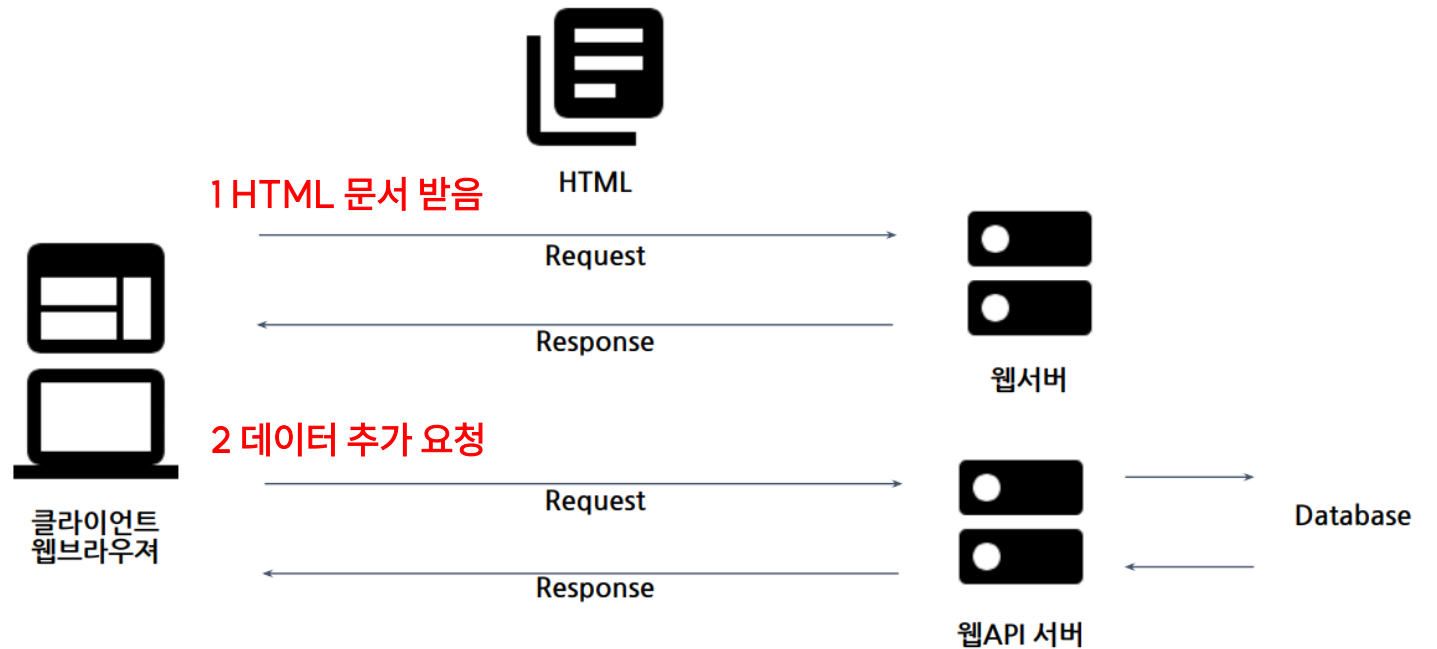 HTML
1 HTML 문서 받음
Request
Response
웹서버
2 데이터 추가 요청
Request
Response
클라이언트
웹브라우져
Database
웹API 서버